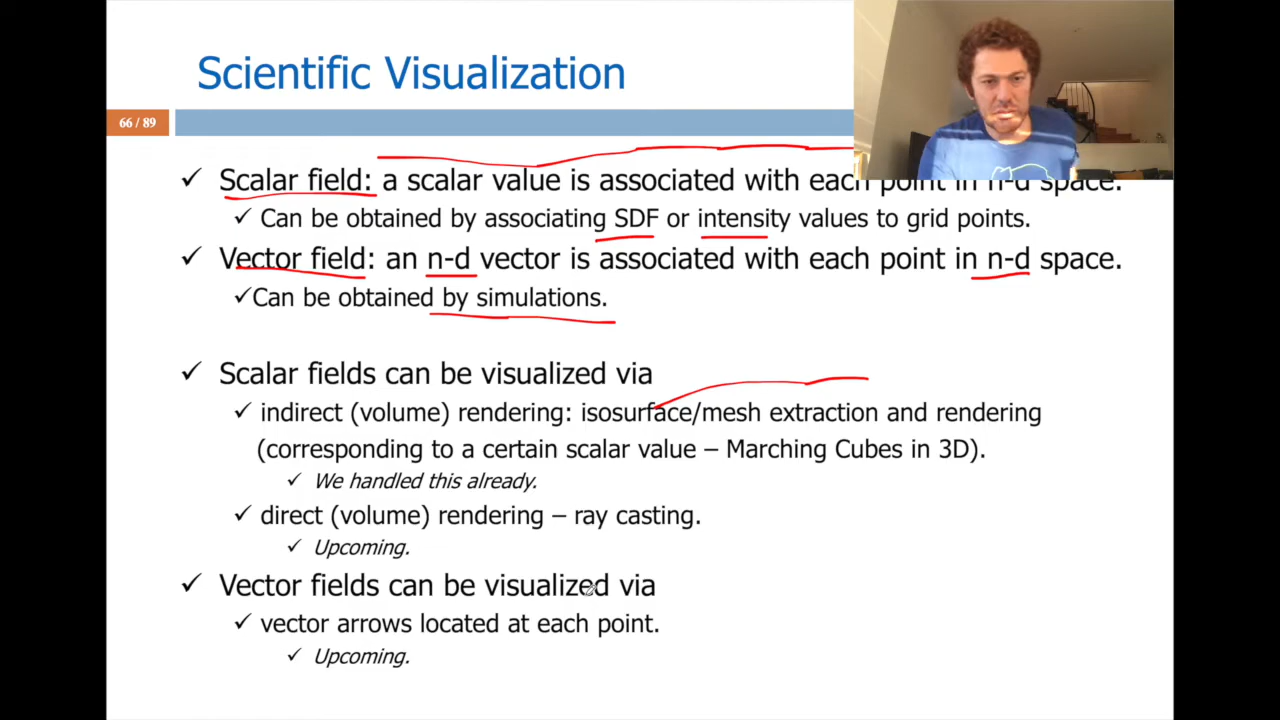 Scientific Visualization
66 / 89
✓ Scalar field: a scalar value is associated with each point in n-d space.
✓ Can be obtained by associating SDF or intensity values to grid points.
✓ Vector field: an n-d vector is associated with each point in n-d space.
✓Can be obtained by simulations.
✓ Scalar fields can be visualized via
✓ indirect (volume) rendering: isosurface/mesh extraction and rendering
(corresponding to a certain scalar value – Marching Cubes in 3D).
✓ We handled this already.
✓ direct (volume) rendering – ray casting.
✓ Upcoming.
✓ Vector fields can be visualized via
✓ vector arrows located at each point.
✓ Upcoming.